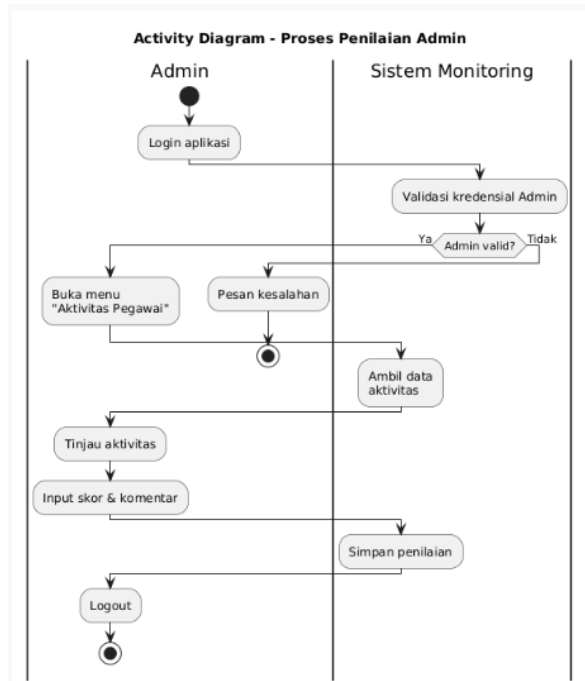 Activity Diagram - Proses Penilaian Admin
Admin
Sistem Monitoring
Login aplikasi
Validasi kredensial Admin
Ya
Admin valid?
Tidak
Buka menu
"Aktivitas Pegawai"
Pesan kesalahan
Ambil data
aktivitas
Tinjau aktivitas
Input skor & komentar
Simpan penilaian
Logout